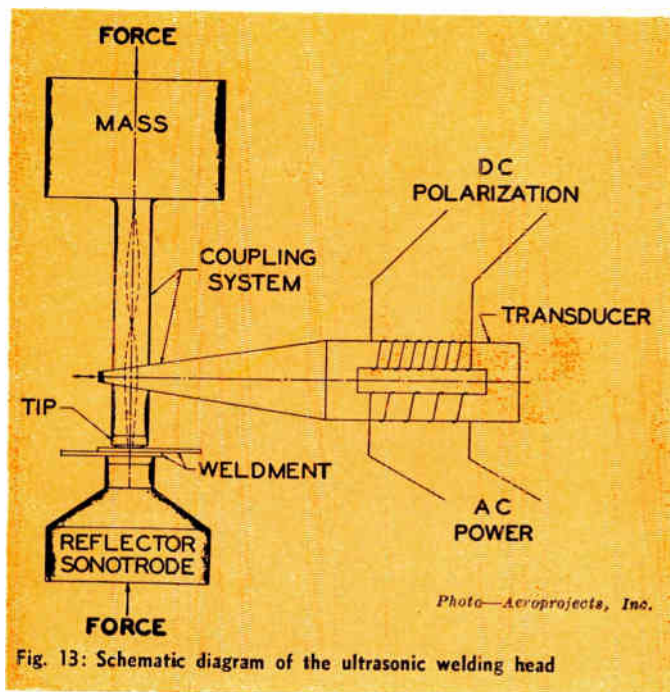 FORCE
MASS
DC
POLARIZATION
COUPLING
SYSTEM
TRANSDUCER
TIP
WELDMENT
AC
POWER
REFLECTOR
SONOTRODE
Photo—Aeroprojects, Inc.
FORCE
Fig. 13: Schematic diagram of the ultrasonic welding head